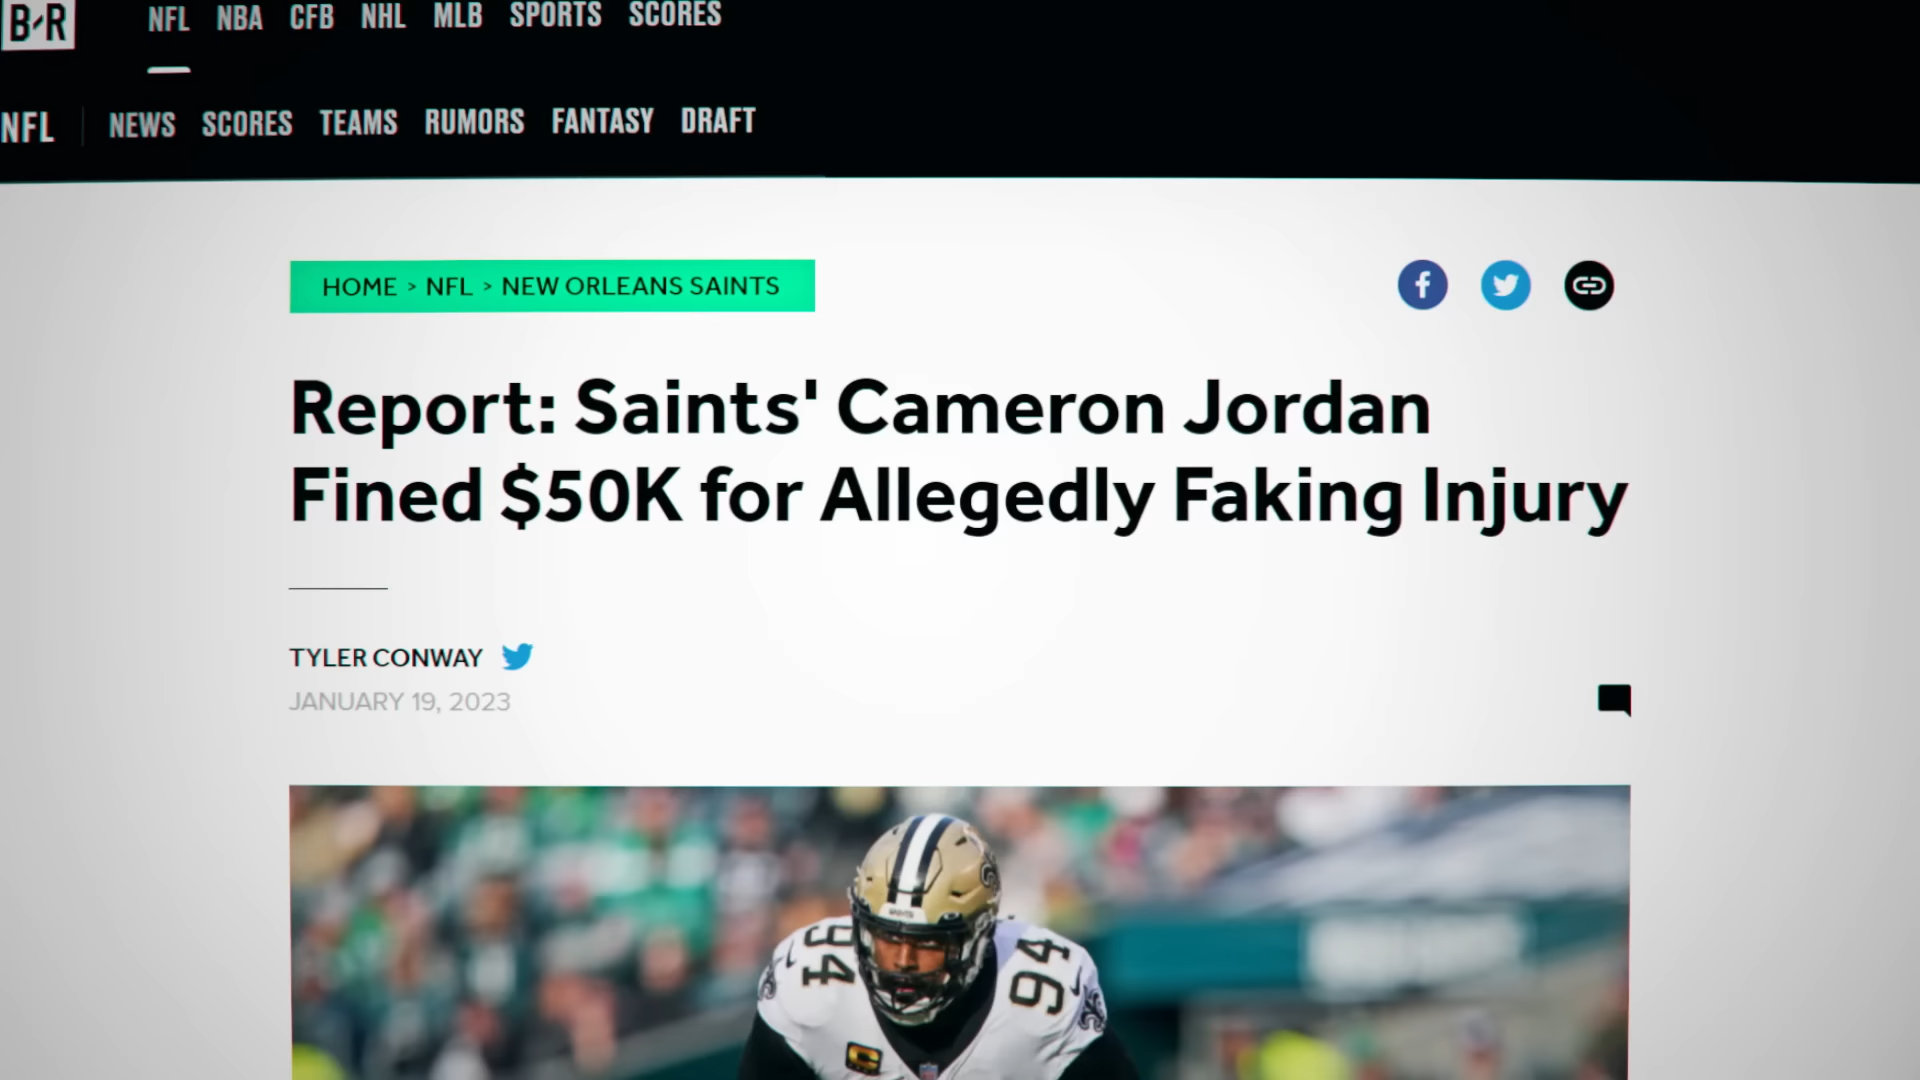 B/R
NFL NBA CFB NHL MLB SPORTS SCORES
NFL NEWS SCORES TEAMS RUMORS FANTASY DRAFT
HOME > NFL > NEW ORLEANS SAINTS
Report: Saints' Cameron Jordan
Fined $50K for Allegedly Faking Injury
TYLER CONWAY
JANUARY 19, 2023
SAINTS
94 94
C